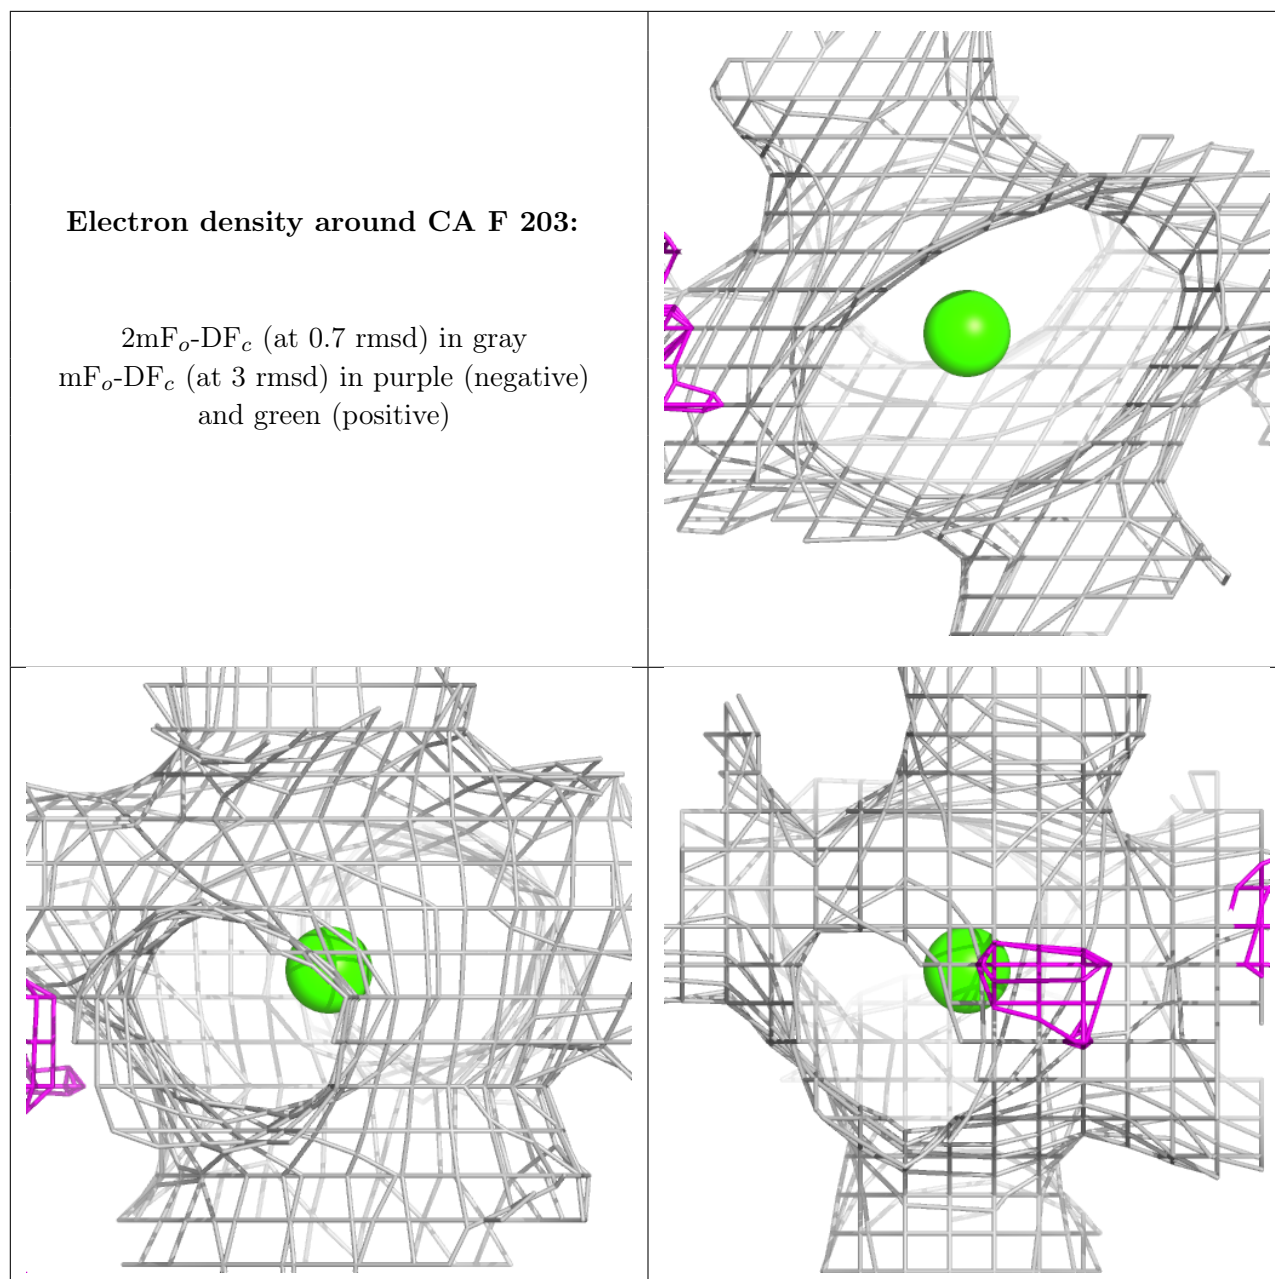 Electron density around CA F 203:
2mFo-DFc (at 0.7 rmsd) in gray
mFo-DFc (at 3 rmsd) in purple (negative)
and green (positive)